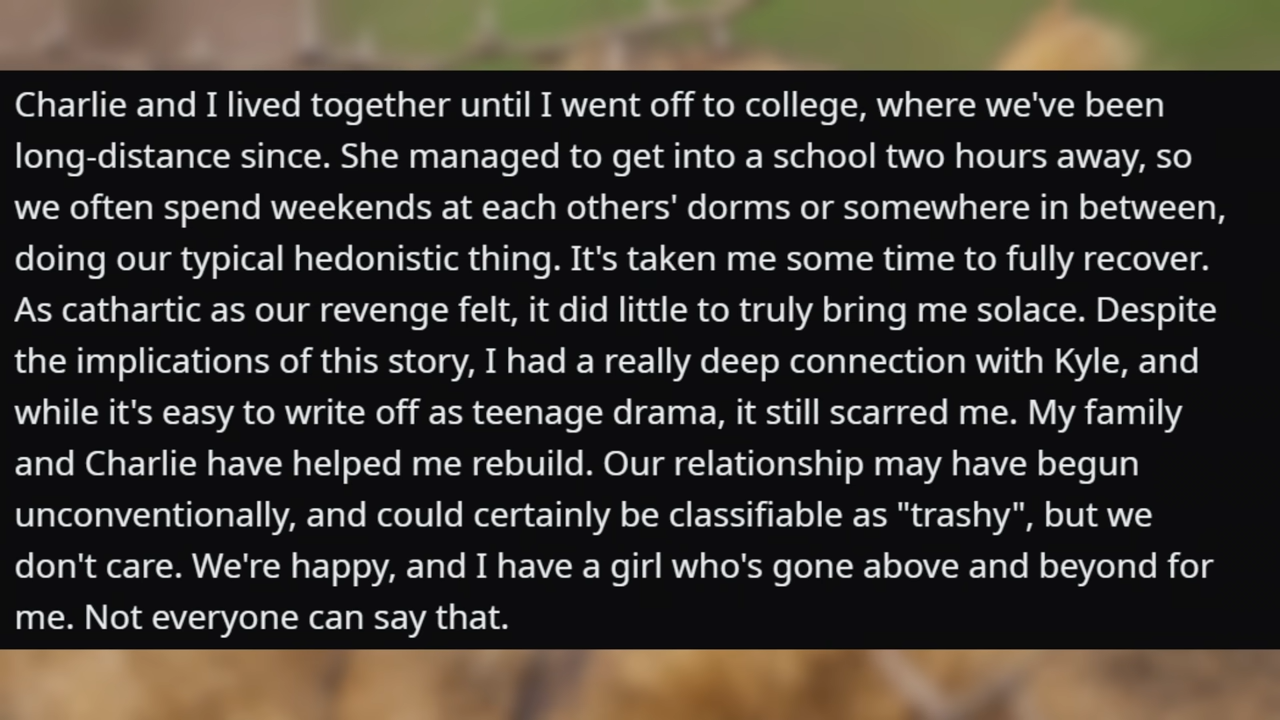 Charlie and I lived together until I went off to college, where we've been
long-distance since. She managed to get into a school two hours away, so
we often spend weekends at each others' dorms or somewhere in between,
doing our typical hedonistic thing. It's taken me some time to fully recover.
As cathartic as our revenge felt, it did little to truly bring me solace. Despite
the implications of this story, I had a really deep connection with Kyle, and
while it's easy to write off as teenage drama, it still scarred me. My family
and Charlie have helped me rebuild. Our relationship may have begun
unconventionally, and could certainly be classifiable as "trashy", but we
don't care. We're happy, and I have a girl who's gone above and beyond for
me. Not everyone can say that.